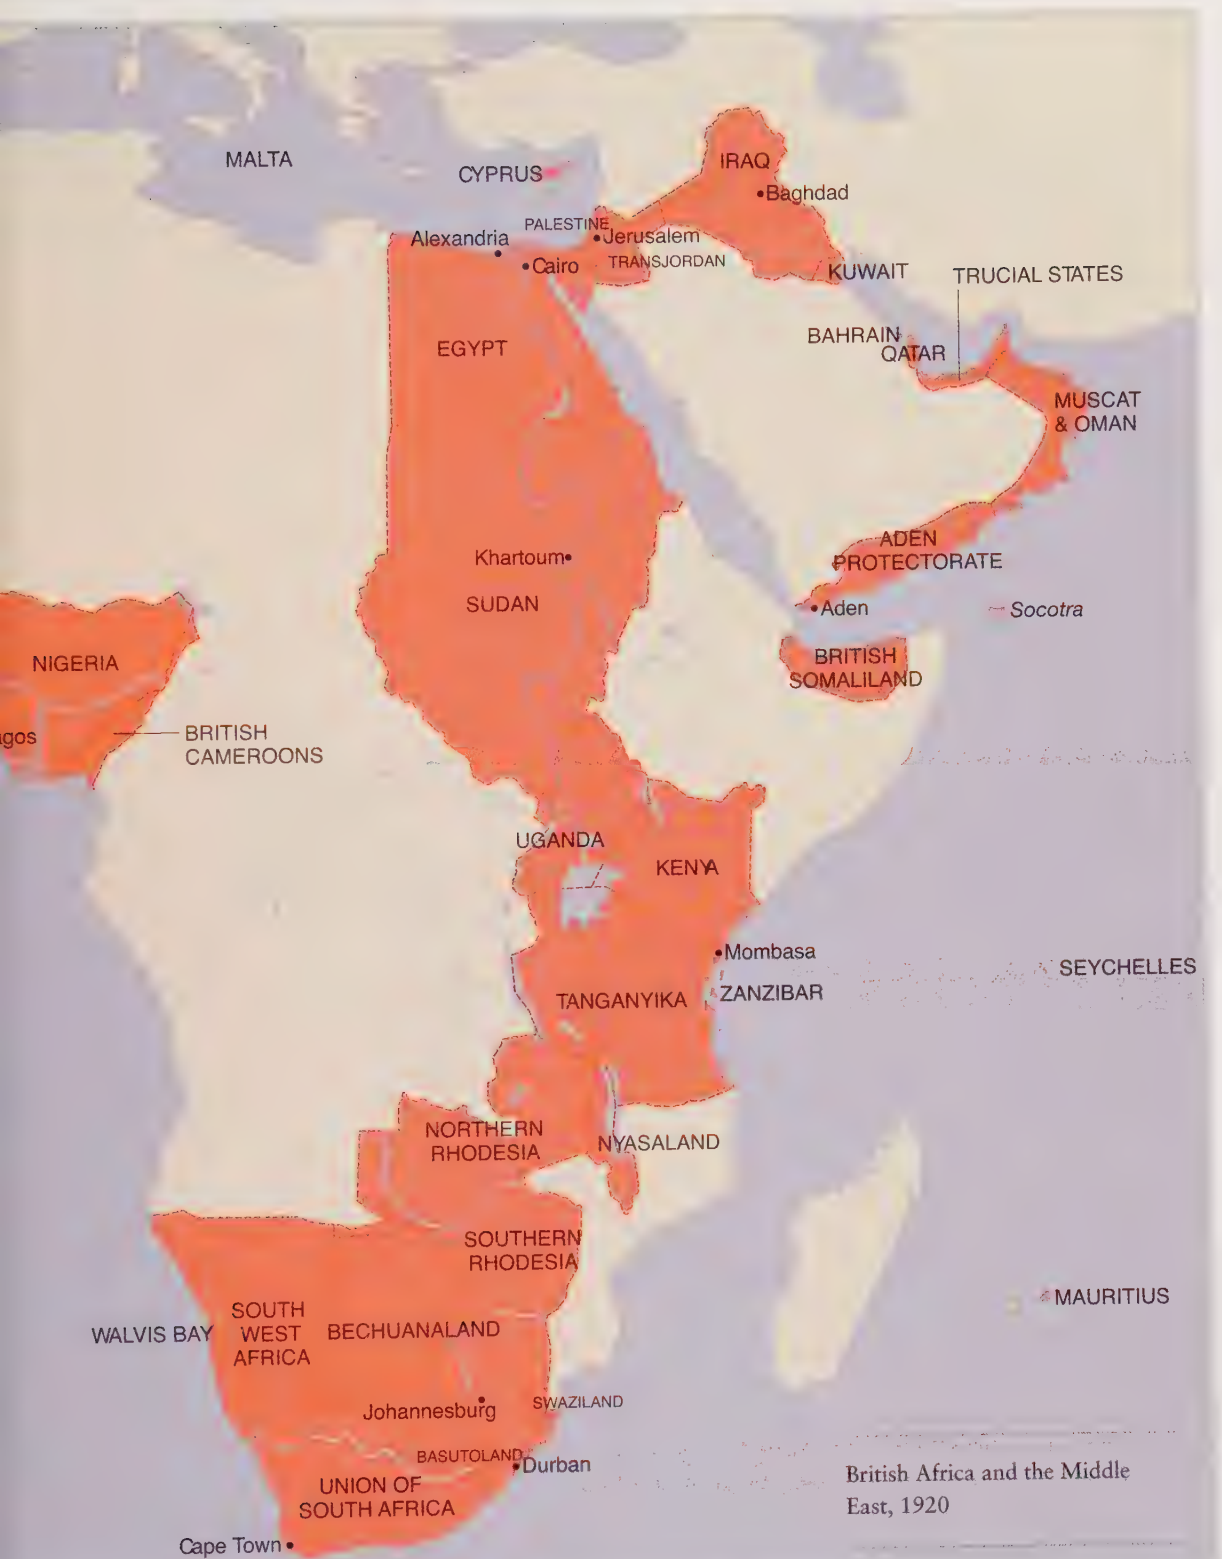 MALTA
CYPRUS
IRAQ
Baghdad
PALESTINE
Alexandria
Jerusalem
Cairo
TRANSJORDAN
KUWAIT
TRUCIAL STATES
EGYPT
BAHRAIN
QATAR
MUSCAT
& OMAN
Khartoum
ADEN
PROTECTORATE
SUDAN
Aden
Socotra
NIGERIA
BRITISH
SOMALILAND
agos
BRITISH
CAMEROONS
UGANDA
KENYA
Mombasa
SEYCHELLES
TANGANYIKA
ZANZIBAR
NORTHERN
RHODESIA
NYASALAND
SOUTHERN
RHODESIA
MAURITIUS
WALVIS BAY
SOUTH
WEST
AFRICA
BECHUANALAND
Johannesburg
SWAZILAND
BASUTOLAND
Durban
UNION OF
SOUTH AFRICA
Cape Town
British Africa and the Middle
East, 1920